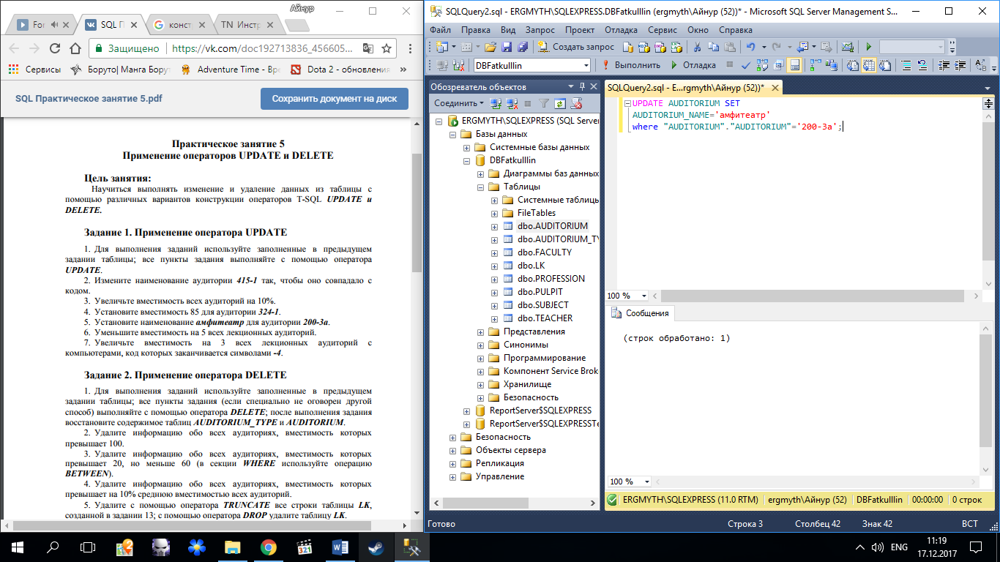 Айнур
For
SQL П
конст
TN Инстр
Защищено
https://vk.com/doc192713836_456605...
Сервисы
Боруто| Манга Бору
Adventure Time - Вре
Dota 2 - обновления
»
SQL Практическое занятие 5.pdf
Сохранить документ на диск
Практическое занятие 5
Применение операторов UPDATE и DELETE
Цель занятия:
Научиться выполнять изменение и удаление данных из таблицы с
помощью различных вариантов конструкции операторов T-SQL UPDATE и
DELETE.
Задание 1. Применение оператора UPDATE
1. Для выполнения заданий используйте заполненные в предыдущем
задании таблицы; все пункты задания выполняйте с помощью оператора
UPDATE.
2. Измените наименование аудитории 415-1 так, чтобы оно совпадало с
кодом.
3. Увеличьте вместимость всех аудиторий на 10%.
4. Установите вместимость 85 для аудитории 324-1.
5. Установите наименование амфитеатр для аудитории 200-3а.
6. Уменьшите вместимость на 5 всех лекционных аудиторий.
7. Увеличьте вместимость на 3 всех лекционных аудиторий с
компьютерами, код которых заканчивается символами -4.
Задание 2. Применение оператора DELETE
1. Для выполнения заданий используйте заполненные в предыдущем
задании таблицы; все пункты задания (если специально не оговорен другой
способ) выполняйте с помощью оператора DELETE; после выполнения задания
восстановите содержимое таблиц AUDITORIUM_TYPE и AUDITORIUM.
2. Удалите информацию обо всех аудиториях, вместимость которых
превышает 100.
3. Удалите информацию обо всех аудиториях, вместимость которых
превышает 20, но меньше 60 (в секции WHERE используйте операцию
BETWEEN).
4. Удалите информацию обо всех аудиториях, вместимость которых
превышает на 10% среднюю вместимостью всех аудиторий.
5. Удалите с помощью оператора TRUNCATE все строки таблицы LK,
созданной в задании 13; с помощью оператора DROP удалите таблицу LK.
SQLQuery2.sql - ERGMYTH\SQLEXPRESS.DBFatkulllin (ergmyth\Айнур (52))* - Microsoft SQL Server Management S...
Файл Правка Вид Запрос Проект Отладка Сервис Окно Справка
Создать запрос
DBFatkulllin
Выполнить
Отладка
Обозреватель объектов
Соединить
ERGMYTH\SQLEXPRESS (SQL Server
Базы данных
Системные базы данных
DBFatkulllin
Диаграммы баз данных
Таблицы
Системные таблицы
FileTables
dbo.AUDITORIUM
dbo.AUDITORIUM_TY
dbo.FACULTY
dbo.LK
dbo.PROFESSION
dbo.PULPIT
dbo.SUBJECT
dbo.TEACHER
Представления
Синонимы
Программирование
Компонент Service Brok
Хранилище
Безопасность
ReportServer$SQLEXPRESS
ReportServer$SQLEXPRESSTe
Безопасность
Объекты сервера
Репликация
Управление
SQLQuery2.sql - E...rgmyth\Айнур (52))*
UPDATE AUDITORIUM SET
AUDITORIUM_NAME='амфитеатр'
where "AUDITORIUM"."AUDITORIUM"='200-3а';
100 %
Сообщения
(строк обработано: 1)
100 %
ERGMYTH\SQLEXPRESS (11.0 RTM)
ergmyth\Айнур (52)
DBFatkulllin
00:00:00
0 строк
Готово
Строка 3
Столбец 42
Знак 42
ВСТ
321
ENG
11:19
17.12.2017